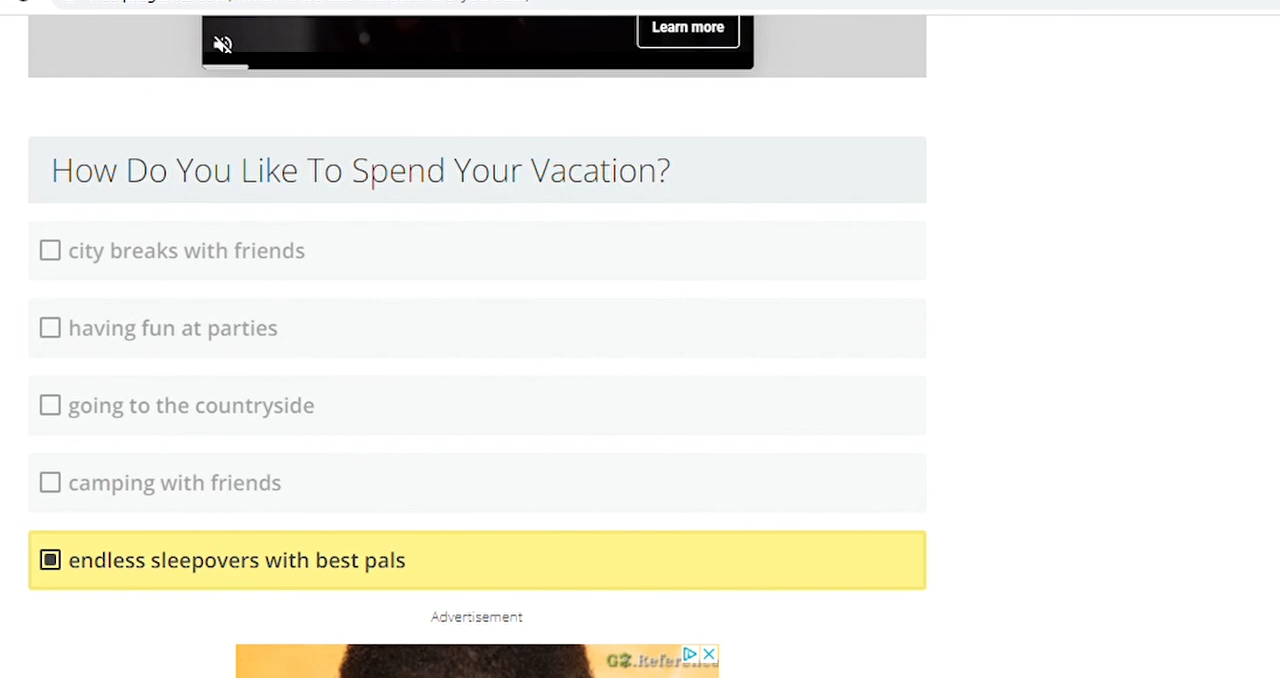 Learn more
How Do You Like To Spend Your Vacation?
city breaks with friends
having fun at parties
going to the countryside
camping with friends
endless sleepovers with best pals
Advertisement